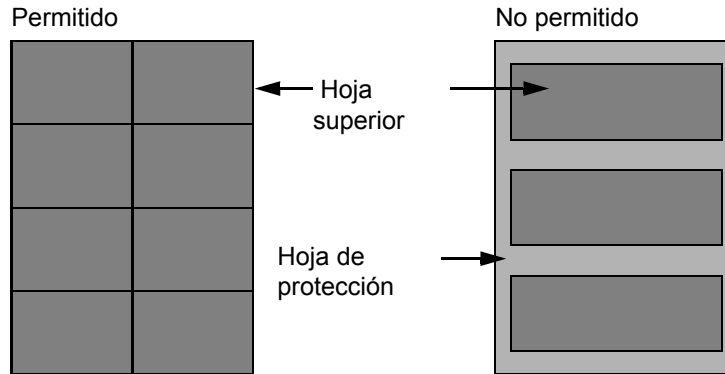 Permitido
No permitido
Hoja
superior
Hoja de
protección